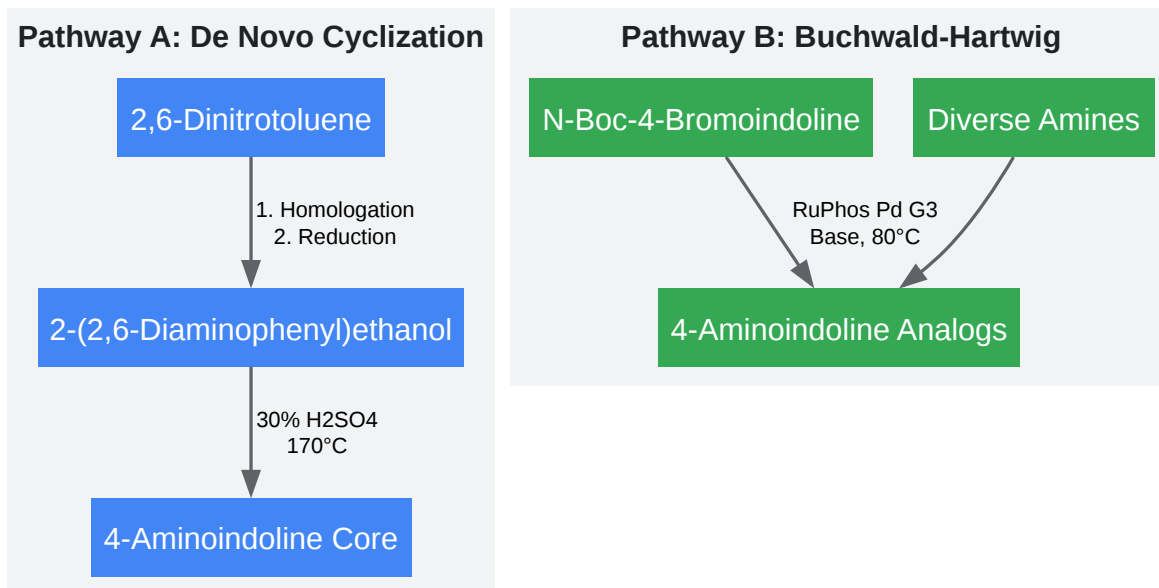 Pathway A: De Novo Cyclization
2,6-Dinitrotoluene
1. Homologation
2. Reduction
2-(2,6-Diaminophenyl)ethanol
30% H2SO4
170°C
4-Aminoindoline Core
Pathway B: Buchwald-Hartwig
N-Boc-4-Bromoindoline
Diverse Amines
RuPhos Pd G3
Base, 80°C
4-Aminoindoline Analogs